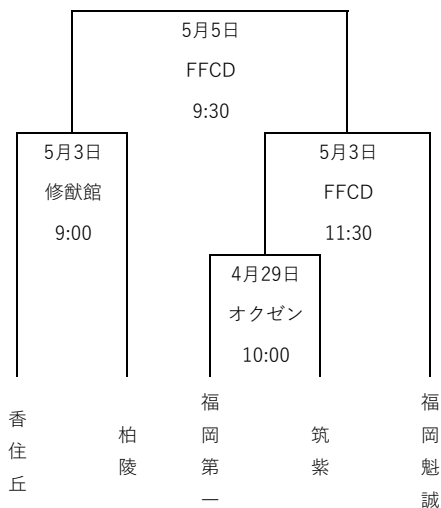 5月5日
FFCD
9:30
5月3日
修猷館
9:00
5月3日
FFCD
11:30
4月29日
オクゼン
10:00
香住丘
柏陵
福岡第一
筑紫
福岡魁誠